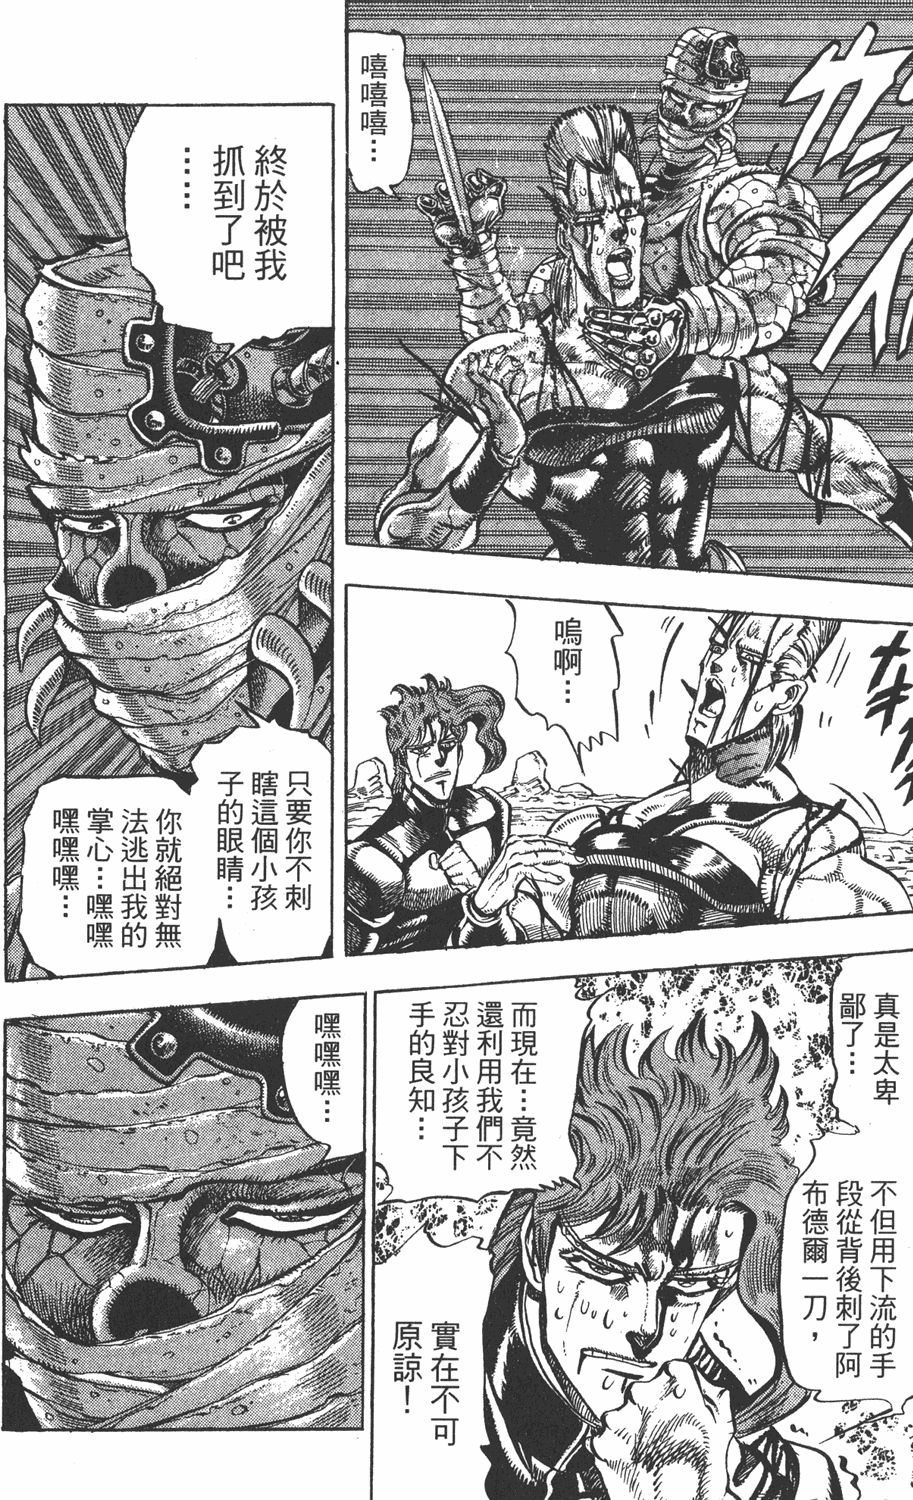 嘻嘻嘻…
終於被我
抓到了吧
……
嗚啊…
只要你不刺
瞎這個小孩
子的眼睛…
你就絕對無
法逃出我的
掌心…嘿嘿
嘿嘿嘿…
真是太卑
鄙了…
不但用下流的手
段從背後刺了阿
布德爾一刀，
而現在…竟然
還利用我們不
忍對小孩子下
手的良知…
實在不可
原諒！
嘿嘿嘿…